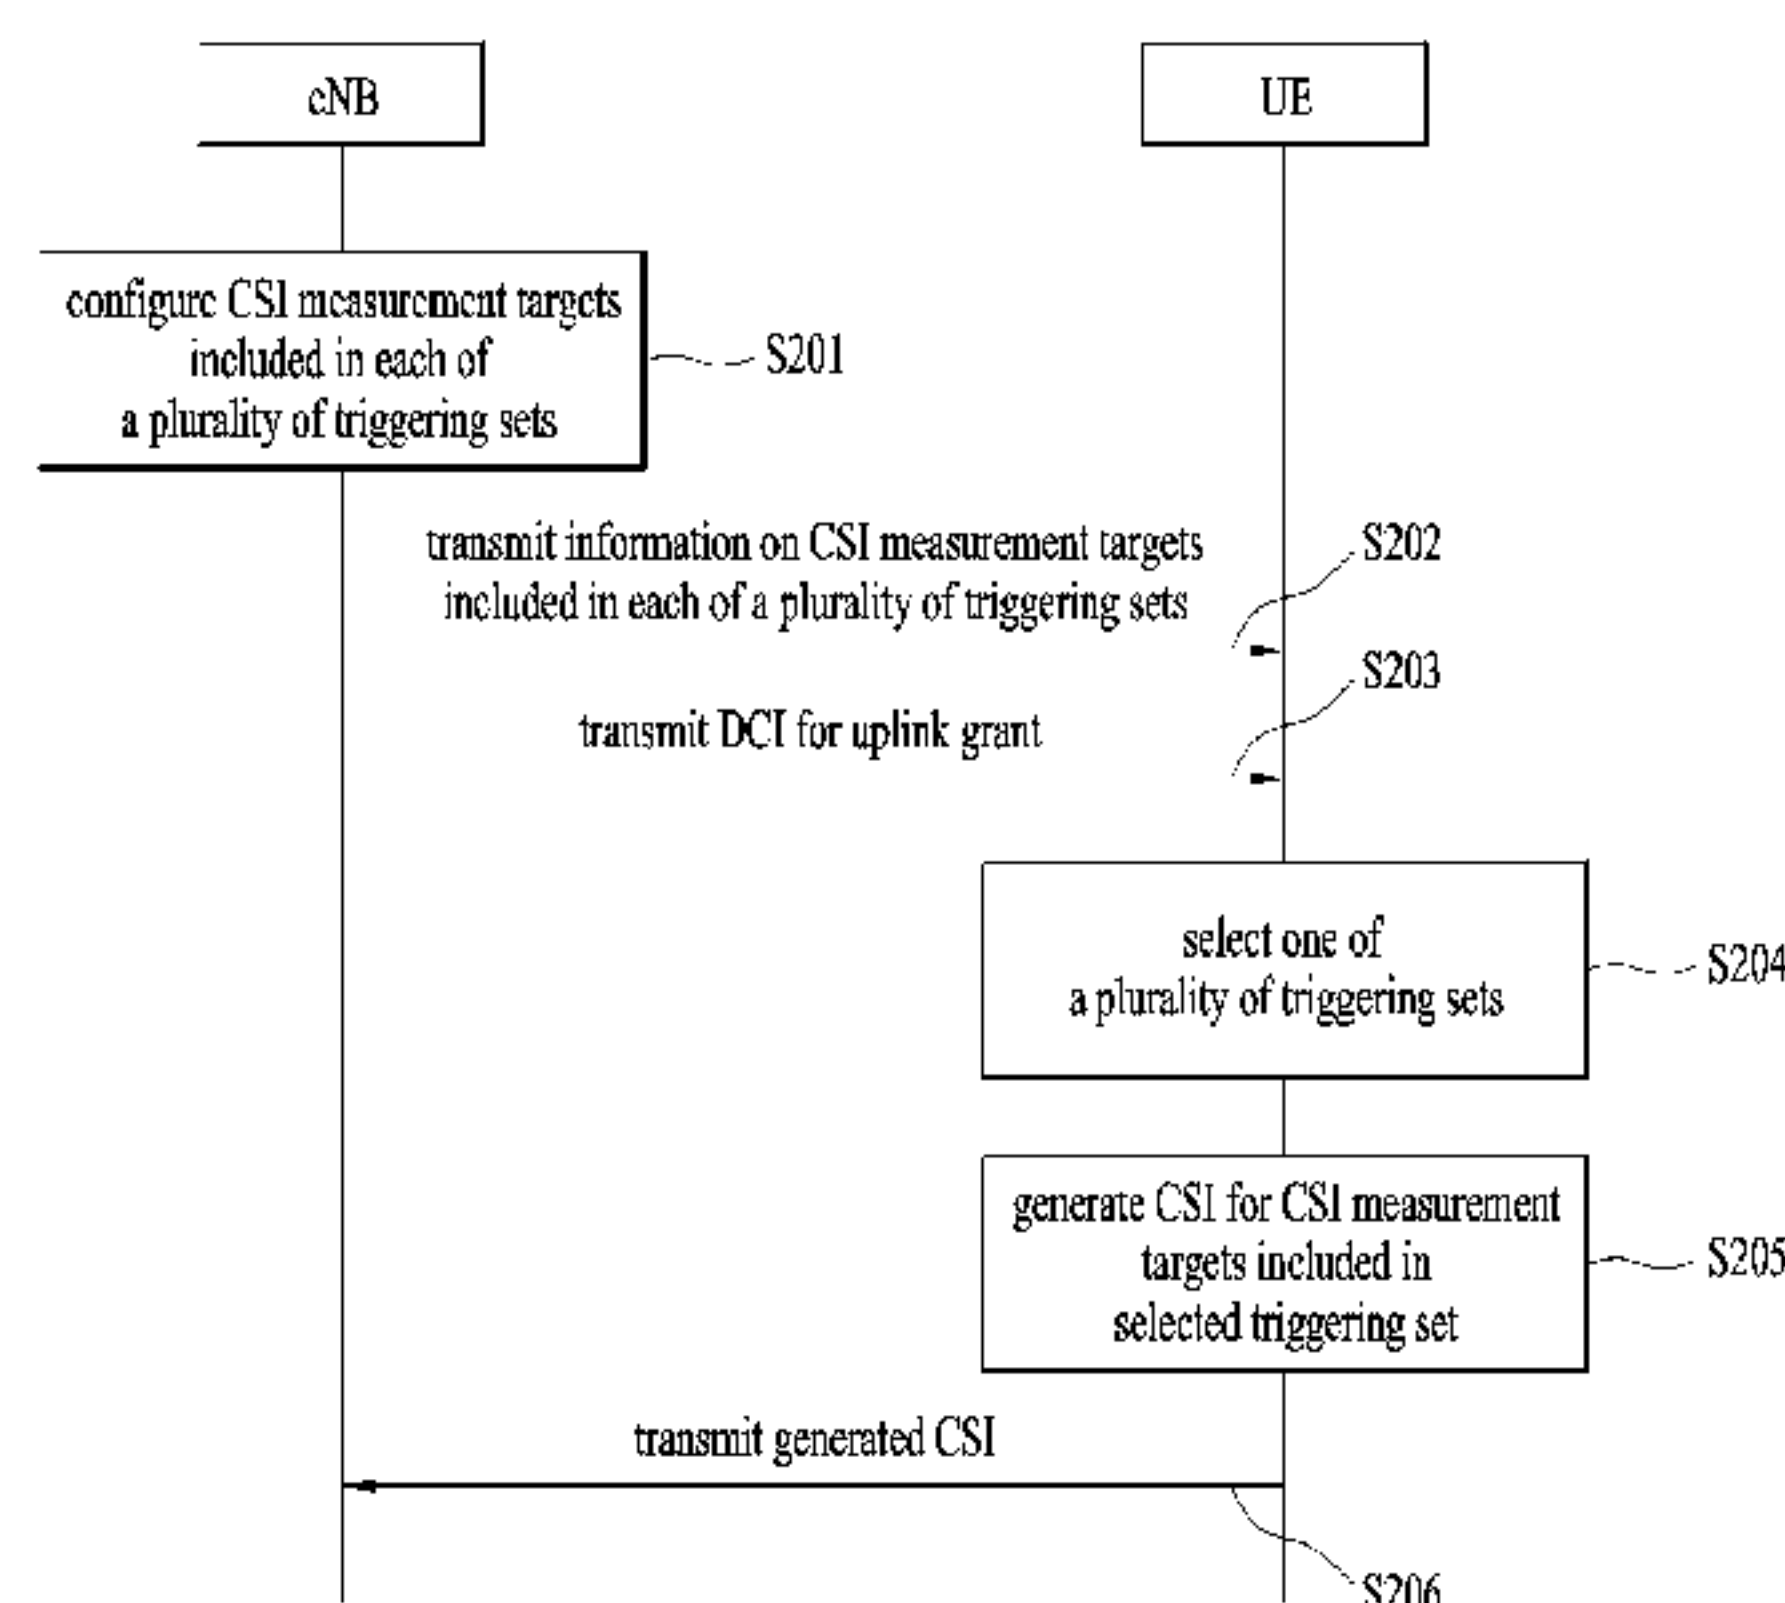 eNB
UE
configure CSI measurement targets
included in each of
a plurality of triggering sets
S201
transmit information on CSI measurement targets
included in each of a plurality of triggering sets
S202
S203
transmit DCI for uplink grant
select one of
a plurality of triggering sets
S204
generate CSI for CSI measurement
targets included in
selected triggering set
S205
transmit generated CSI
S206